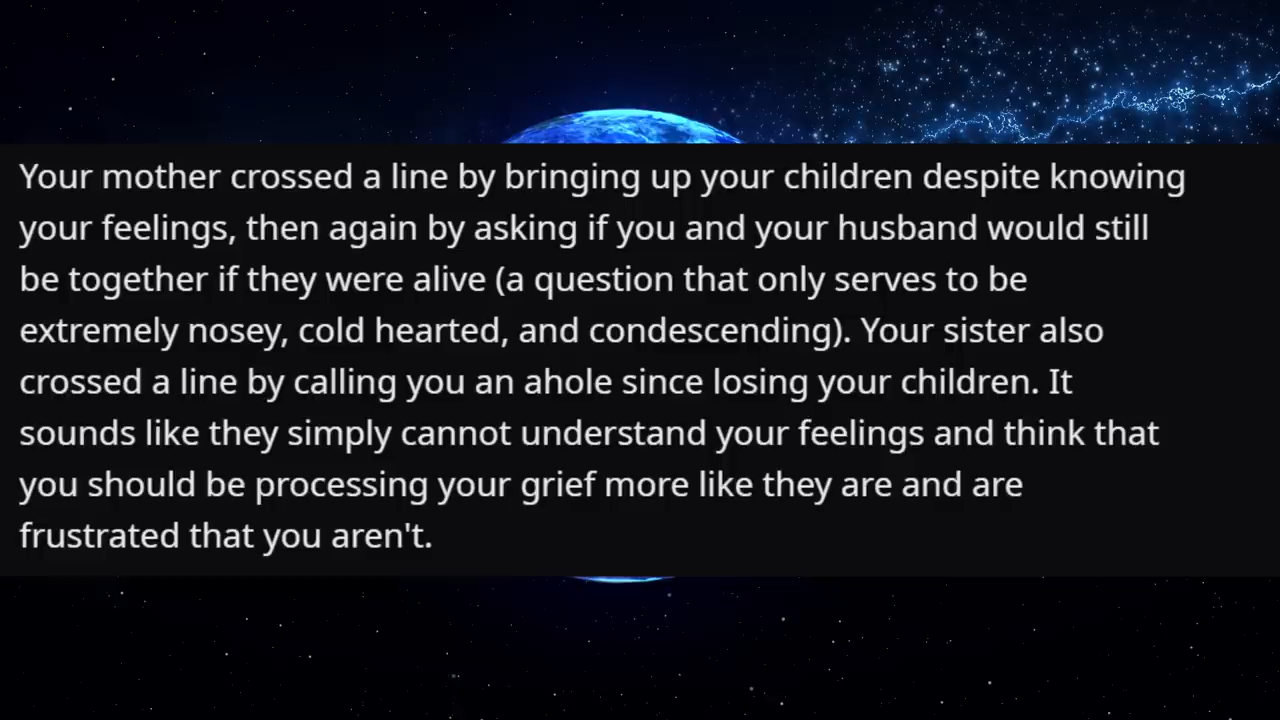 Your mother crossed a line by bringing up your children despite knowing
your feelings, then again by asking if you and your husband would still
be together if they were alive (a question that only serves to be
extremely nosey, cold hearted, and condescending). Your sister also
crossed a line by calling you an ahole since losing your children. It
sounds like they simply cannot understand your feelings and think that
you should be processing your grief more like they are and are
frustrated that you aren't.